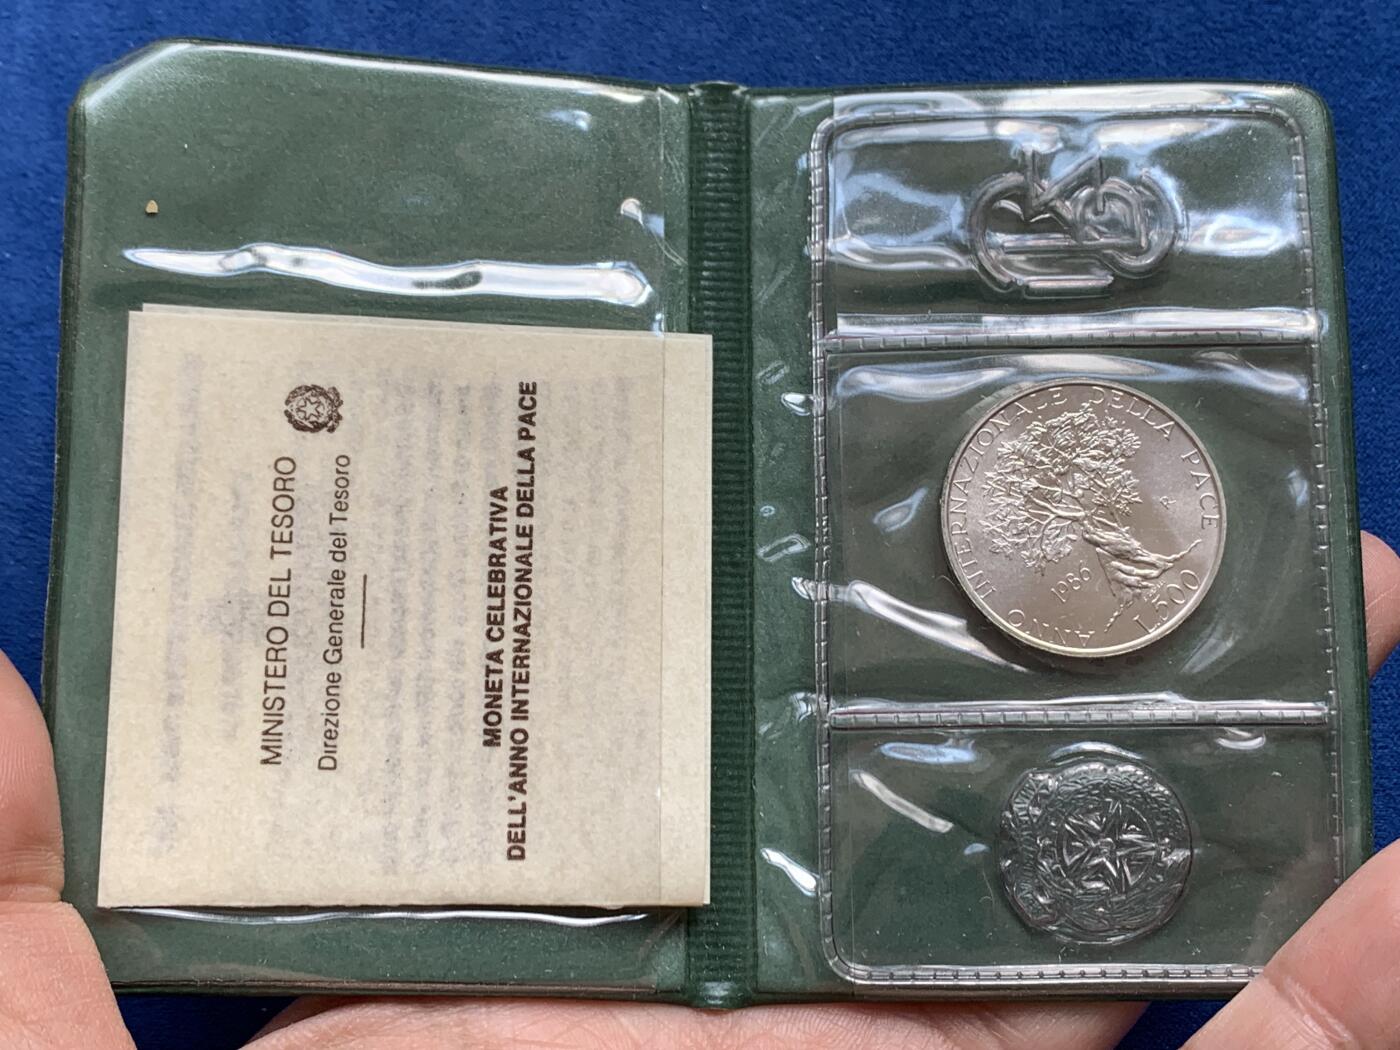 MINISTERO DEL TESORO
Direzione Generale del Tesoro
MONETA CELEBRATIVA
DELL'ANNO INTERNAZIONALE DELLA PACE
ANNO INTERNAZIONALE DELLA PACE
R
1986
L.500